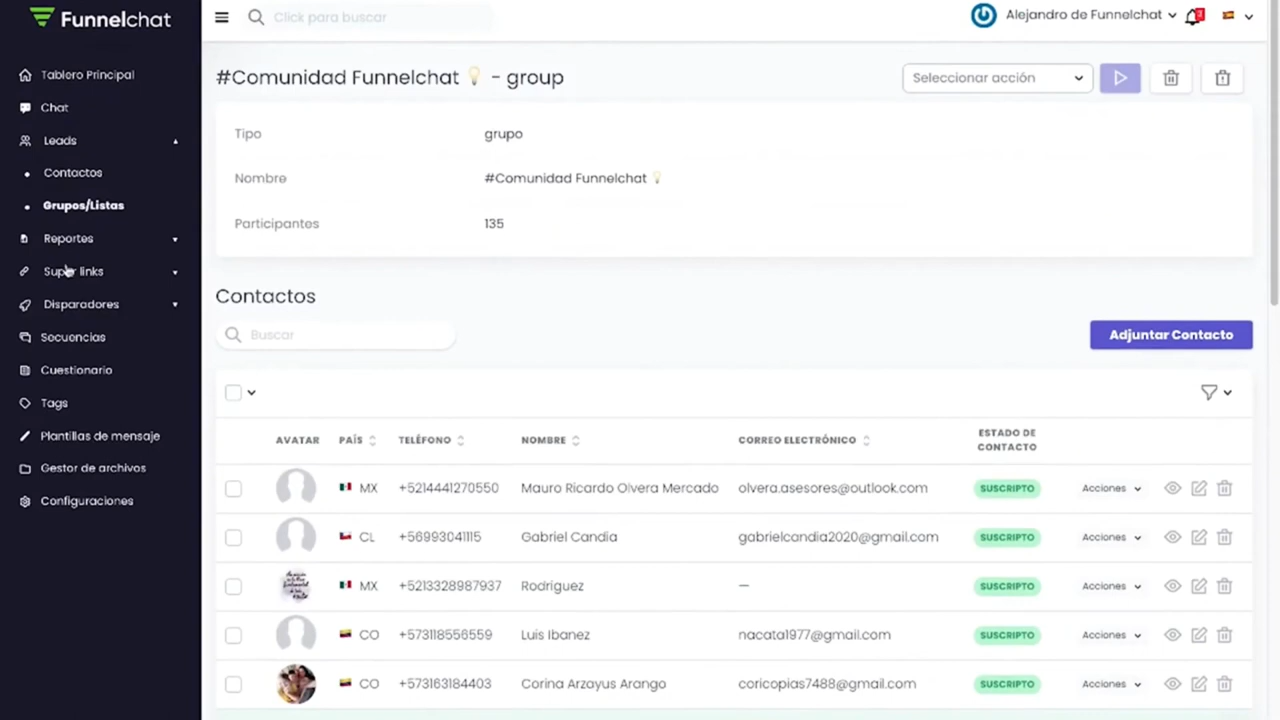 Funnelchat
Click para buscar
Alejandro de Funnelchat
Tablero Principal
Chat
Leads
Contactos
Grupos/Listas
Reportes
Super links
Disparadores
Secuencias
Cuestionario
Tags
Plantillas de mensaje
Gestor de archivos
Configuraciones
#Comunidad Funnelchat 💡 - group
Seleccionar acción
Tipo grupo
Nombre #Comunidad Funnelchat 💡
Participantes 135
Contactos
Buscar
Adjuntar Contacto
AVATAR PAÍS TELÉFONO NOMBRE CORREO ELECTRÓNICO ESTADO DE
CONTACTO
MX +5214441270550 Mauro Ricardo Olvera Mercado olvera.asesores@outlook.com SUSCRIPTO Acciones
CL +56993041115 Gabriel Candia gabrielcandia2020@gmail.com SUSCRIPTO Acciones
MX +5213328987937 Rodriguez — SUSCRIPTO Acciones
CO +573118556559 Luis Ibanez nacata1977@gmail.com SUSCRIPTO Acciones
CO +573163184403 Corina Arzayus Arango coricopias7488@gmail.com SUSCRIPTO Acciones